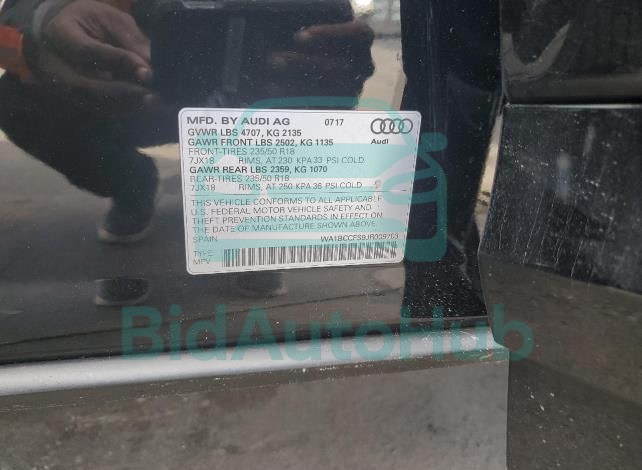 MFD. BY AUDI AG 07 17
GVWR LBS 4707, KG 2135
GAWR FRONT LBS 2502, KG 1135 Audi
FRONT-TIRES 235/50 R18
7JX18 RIMS, AT 230 KPA 33 PSI COLD
GAWR REAR LBS 2359, KG 1070
REAR-TIRES 235/50 R18
7JX18 RIMS, AT 250 KPA 36 PSI COLD
THIS VEHICLE CONFORMS TO ALL APPLICABLE
U.S. FEDERAL MOTOR VEHICLE SAFETY AND
THEFT PREVENTION STANDARDS IN EFFECT ON
THE DATE OF MANUFACTURE SHOWN ABOVE.
SPAIN
TYPE:
MPV
BidAutoHub